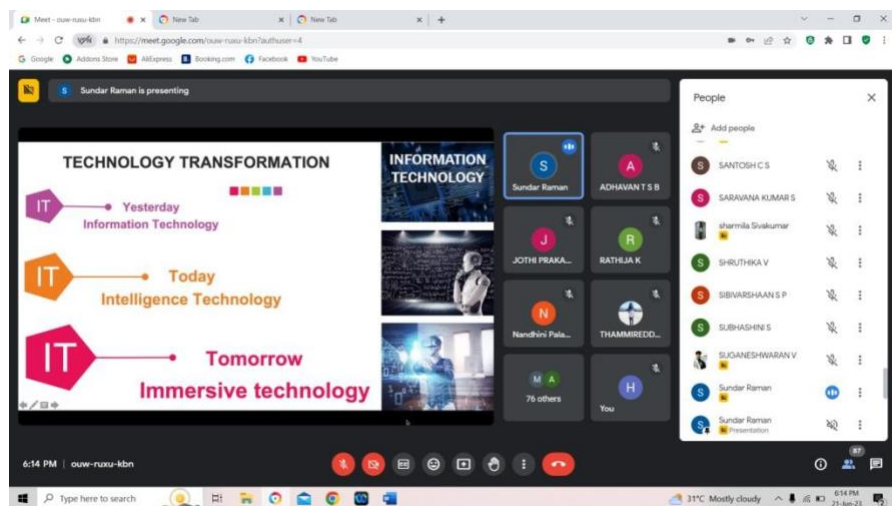 Meet - ouw-ruxu-kbn
New Tab
New Tab
VPN
https://meet.google.com/ouw-ruxu-kbn?authuser=4
Google
Addons Store
AliExpress
Booking.com
Facebook
YouTube
S Sundar Raman is presenting
TECHNOLOGY TRANSFORMATION
IT
Yesterday
Information Technology
IT
Today
Intelligence Technology
IT
Tomorrow
Immersive technology
INFORMATION
TECHNOLOGY
S
Sundar Raman
A
ADHAVAN T S B
J
JOTHI PRAKA...
R
RATHIJA K
N
Nandhini Pala...
THAMMIREDD...
M A
76 others
H
You
People
Add people
S SANTOSH C S
S SARAVANA KUMAR S
sharmila Sivakumar
S SHRUTHIKA V
S SIBIVARSHAAN S P
S SUBHASHINI S
SUGANESHWARAN V
S Sundar Raman
S Sundar Raman
Presentation
6:14 PM | ouw-ruxu-kbn
87
Type here to search
31°C Mostly cloudy
6:14 PM
21-Jun-23